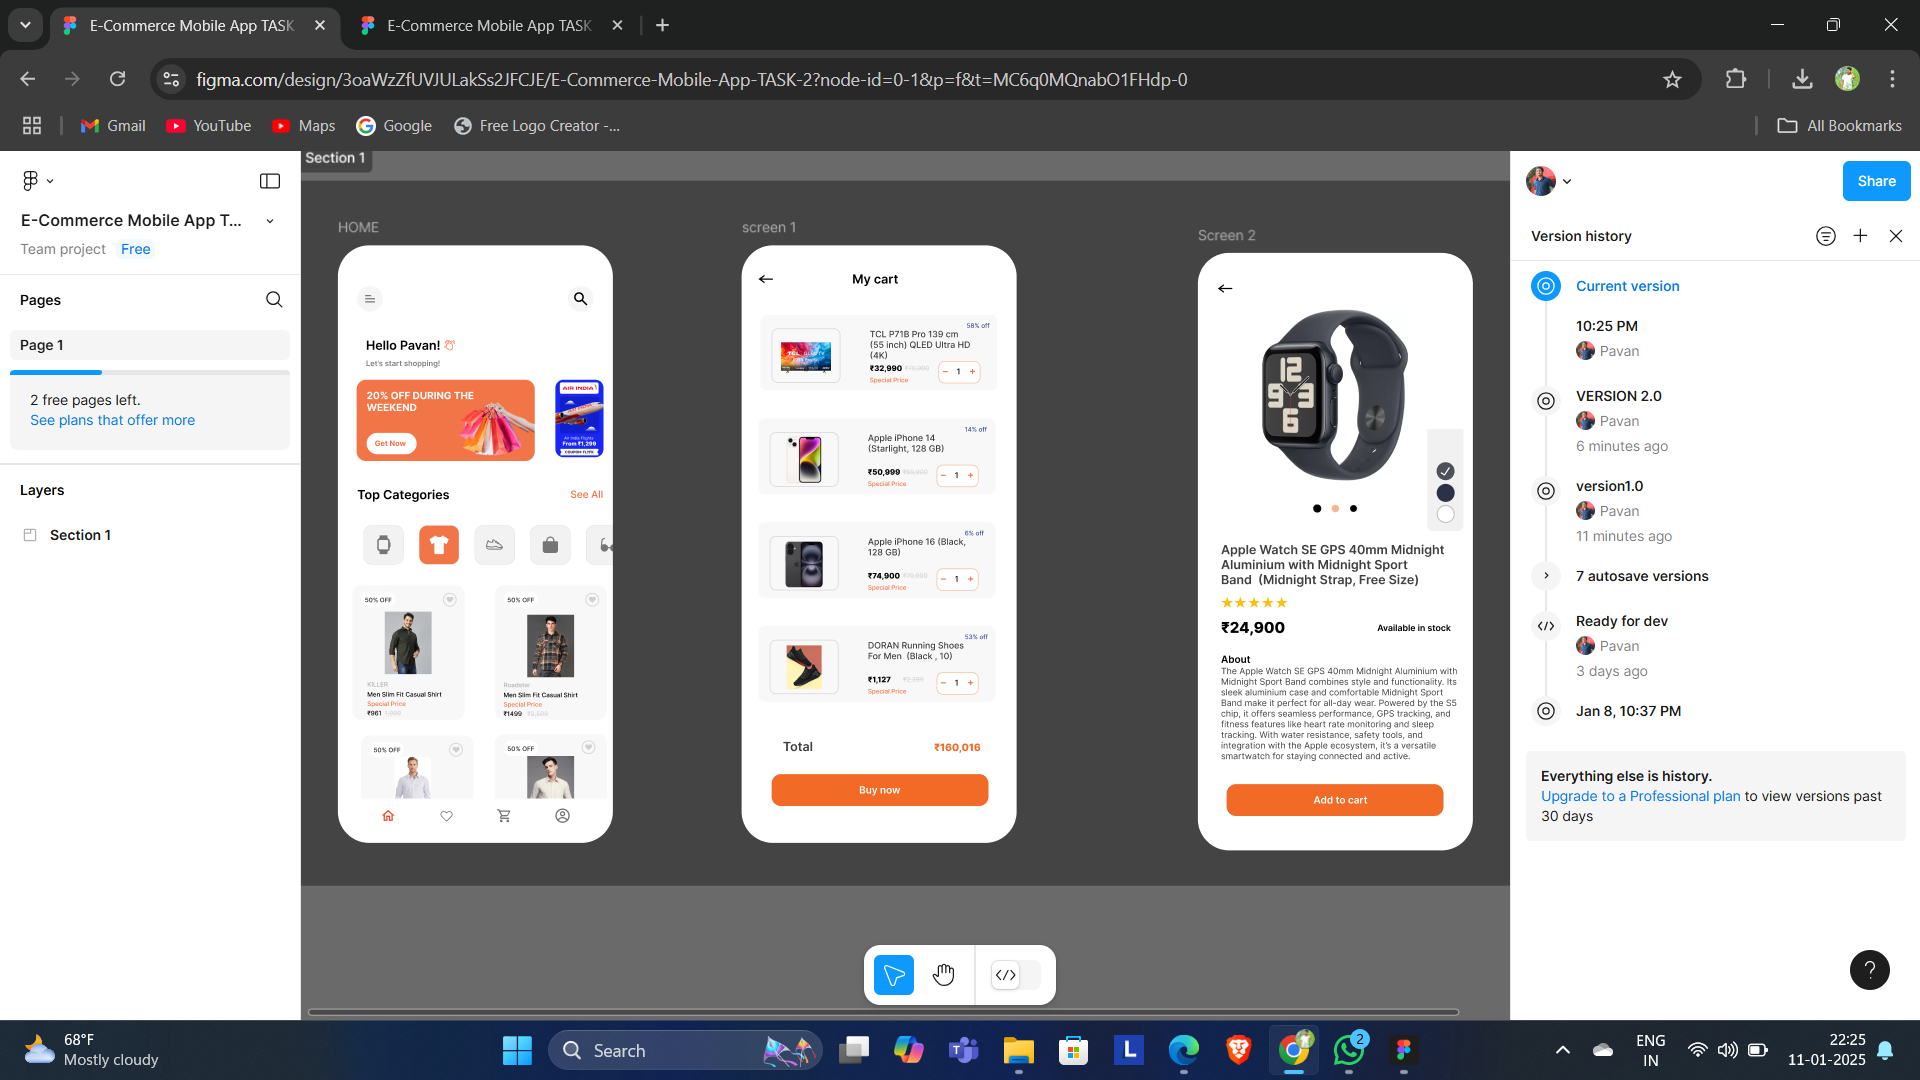 E-Commerce Mobile App TASK
E-Commerce Mobile App TASK
figma.com/design/3oaWzZfUVJULakSs2JFCJE/E-Commerce-Mobile-App-TASK-2?node-id=0-1&p=f&t=MC6q0MQnabO1FHdp-0
Gmail
YouTube
Maps
Google
Free Logo Creator -...
All Bookmarks
E-Commerce Mobile App T...
Team project Free
Pages
Page 1
2 free pages left.
See plans that offer more
Layers
Section 1
Section 1
HOME
Hello Pavan!
Let's start shopping!
20% OFF DURING THE
WEEKEND
Get Now
AIR INDIA
Air India Flights
From ₹1,299
Top Categories
See All
50% OFF
KILLER
Men Slim Fit Casual Shirt
Special Price
₹961
50% OFF
Roadster
Men Slim Fit Casual Shirt
Special Price
₹1499
50% OFF
50% OFF
screen 1
My cart
58% off
TCL P71B Pro 139 cm
(55 inch) QLED Ultra HD
(4K)
₹32,990
Special Price
− 1 +
14% off
Apple iPhone 14
(Starlight, 128 GB)
₹50,999
Special Price
− 1 +
6% off
Apple iPhone 16 (Black,
128 GB)
₹74,900
Special Price
− 1 +
53% off
DORAN Running Shoes
For Men (Black , 10)
₹1,127
Special Price
− 1 +
Total
₹160,016
Buy now
Screen 2
12
9 3
6
Apple Watch SE GPS 40mm Midnight
Aluminium with Midnight Sport
Band (Midnight Strap, Free Size)
₹24,900
Available in stock
About
The Apple Watch SE GPS 40mm Midnight Aluminium with
Midnight Sport Band combines style and functionality. Its
sleek aluminium case and comfortable Midnight Sport
Band make it perfect for all-day wear. Powered by the S5
chip, it offers seamless performance, GPS tracking, and
fitness features like heart rate monitoring and sleep
tracking. With water resistance, safety tools, and
integration with the Apple ecosystem, it's a versatile
smartwatch for staying connected and active.
Add to cart
Share
Version history
Current version
10:25 PM
Pavan
VERSION 2.0
Pavan
6 minutes ago
version1.0
Pavan
11 minutes ago
7 autosave versions
Ready for dev
Pavan
3 days ago
Jan 8, 10:37 PM
Everything else is history.
Upgrade to a Professional plan to view versions past
30 days
?
68°F
Mostly cloudy
Search
L
2
ENG
IN
22:25
11-01-2025